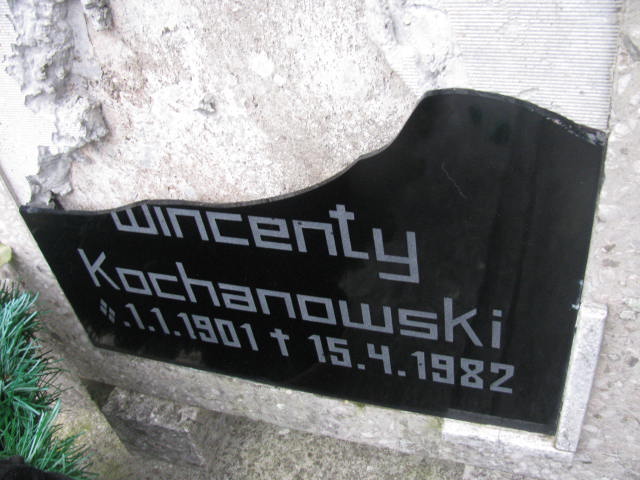 Wincenty
Kochanowski
*1.1.1901 † 15.4.1982